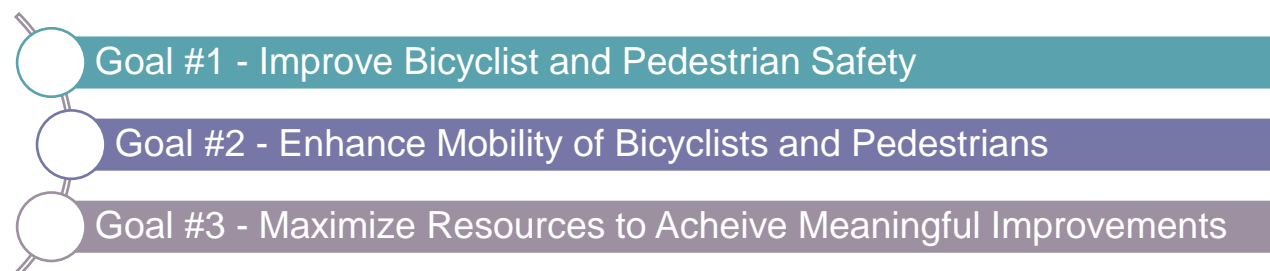 Goal #1 - Improve Bicyclist and Pedestrian Safety
Goal #2 - Enhance Mobility of Bicyclists and Pedestrians
Goal #3 - Maximize Resources to Acheive Meaningful Improvements